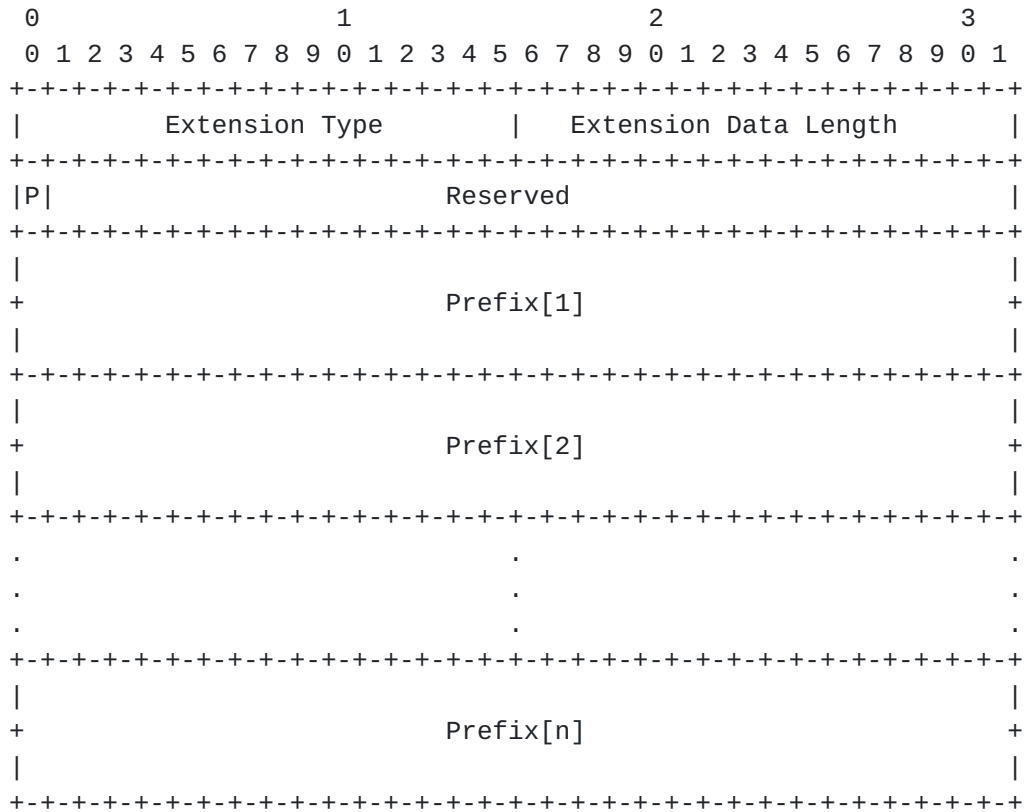 0                   1                   2                   3
 0 1 2 3 4 5 6 7 8 9 0 1 2 3 4 5 6 7 8 9 0 1 2 3 4 5 6 7 8 9 0 1
+-+-+-+-+-+-+-+-+-+-+-+-+-+-+-+-+-+-+-+-+-+-+-+-+-+-+-+-+-+-+-+-+
|         Extension Type        |   Extension Data Length       |
+-+-+-+-+-+-+-+-+-+-+-+-+-+-+-+-+-+-+-+-+-+-+-+-+-+-+-+-+-+-+-+-+
|P|                         Reserved                            |
+-+-+-+-+-+-+-+-+-+-+-+-+-+-+-+-+-+-+-+-+-+-+-+-+-+-+-+-+-+-+-+-+
|                                                               |
+                           Prefix[1]                           +
|                                                               |
+-+-+-+-+-+-+-+-+-+-+-+-+-+-+-+-+-+-+-+-+-+-+-+-+-+-+-+-+-+-+-+-+
|                                                               |
+                           Prefix[2]                           +
|                                                               |
+-+-+-+-+-+-+-+-+-+-+-+-+-+-+-+-+-+-+-+-+-+-+-+-+-+-+-+-+-+-+-+-+
.                               .                               .
.                               .                               .
.                               .                               .
+-+-+-+-+-+-+-+-+-+-+-+-+-+-+-+-+-+-+-+-+-+-+-+-+-+-+-+-+-+-+-+-+
|                                                               |
+                           Prefix[n]                           +
|                                                               |
+-+-+-+-+-+-+-+-+-+-+-+-+-+-+-+-+-+-+-+-+-+-+-+-+-+-+-+-+-+-+-+-+